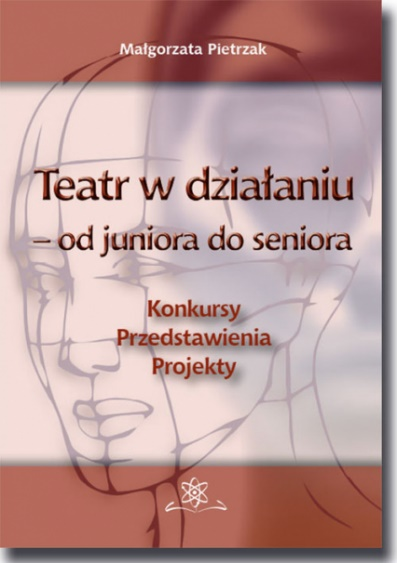 Małgorzata Pietrzak
Teatr w działaniu
– od juniora do seniora
Konkursy
Przedstawienia
Projekty